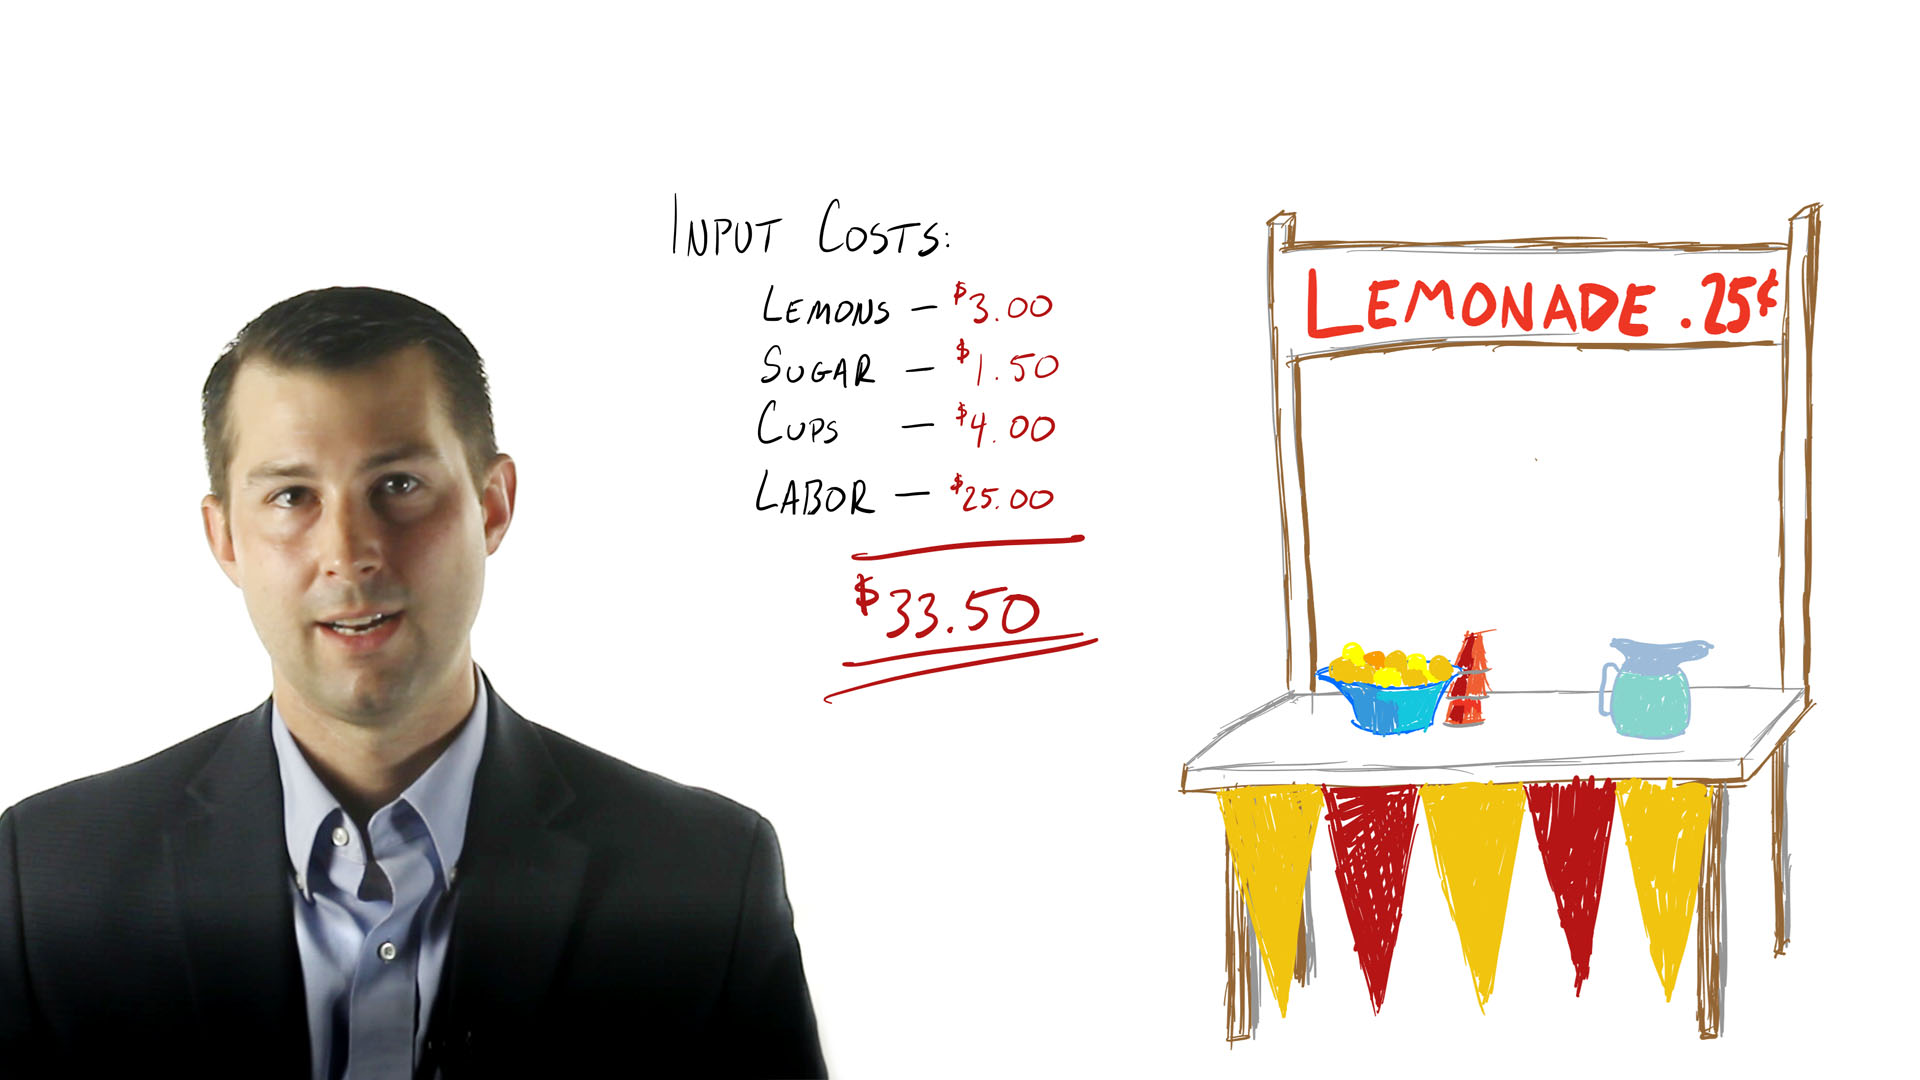 INPUT COSTS:
LEMONS — $3.00
SUGAR — $1.50
CUPS — $4.00
LABOR — $25.00
$33.50
LEMONADE .25¢